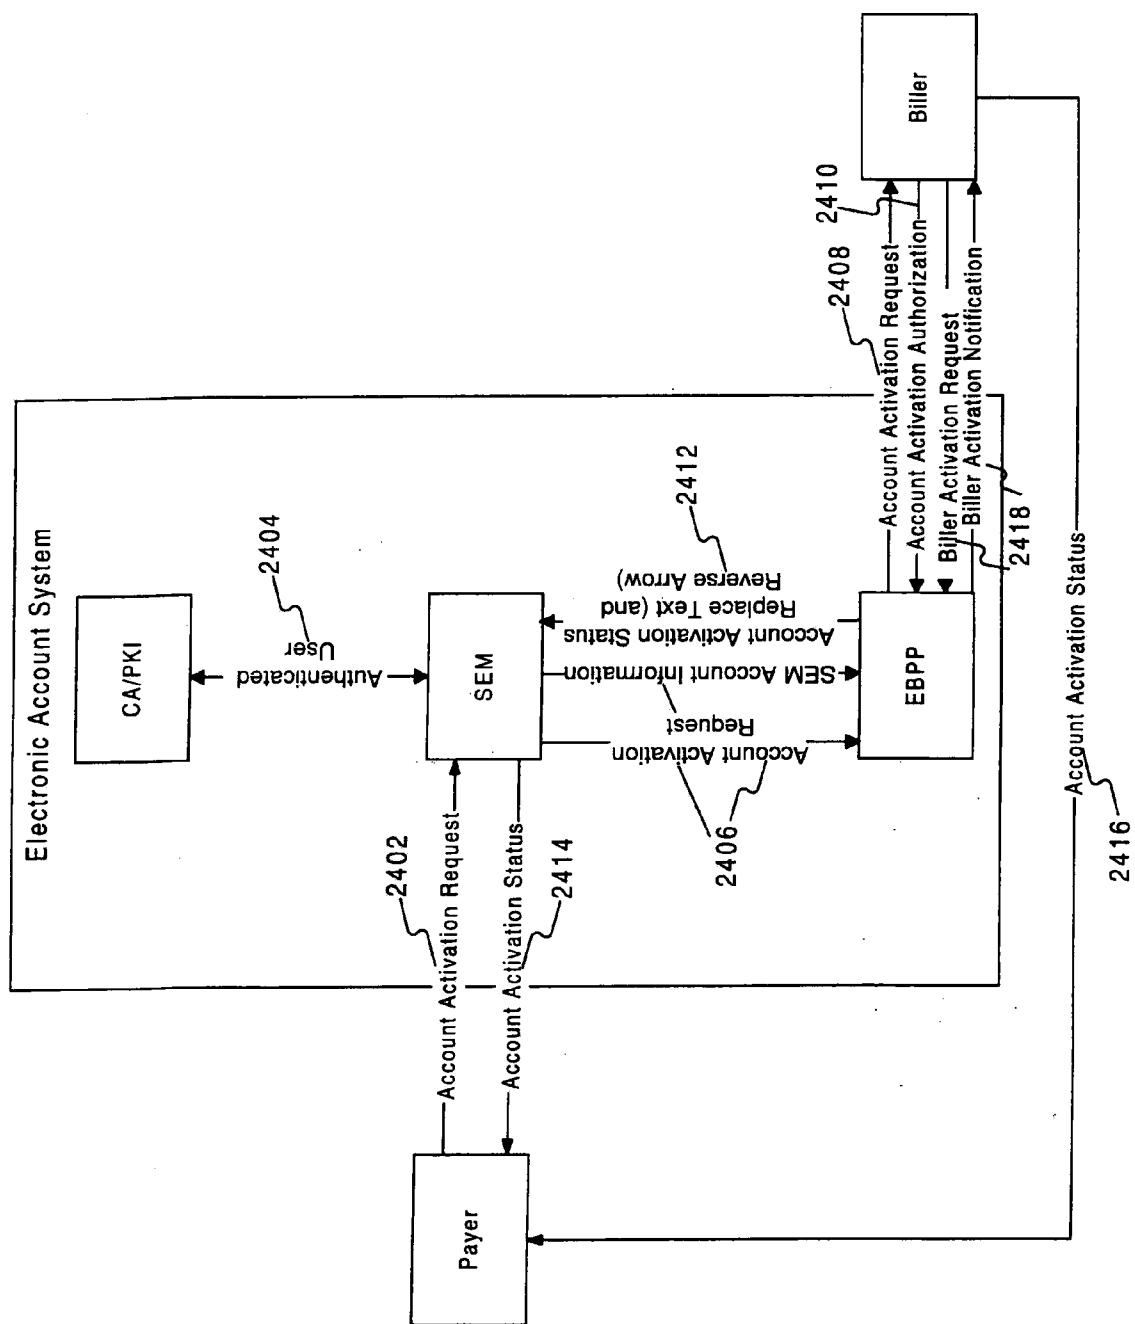 Electronic Account System
CA/PKI
2404
Authenticated
User
Payer
2402
Account Activation Request
Account Activation Status
2414
SEM
2406
Account Activation
Request
SEM Account Information
Account Activation Status
Replace Text (and
Reverse Arrow)
2412
EBPP
2408
2410
Account Activation Request
Account Activation Authorization
Biller Activation Request
Biller Activation Notification
2418
Biller
Account Activation Status
2416